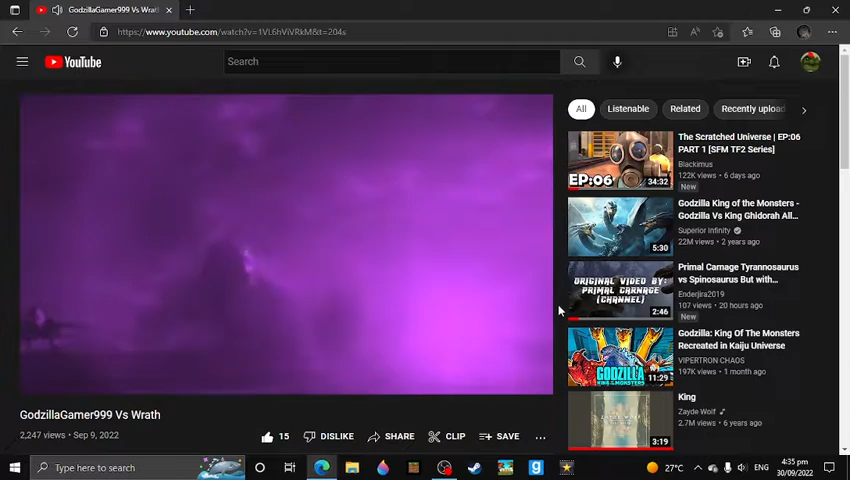 GodzillaGamer999 Vs Wrath
https://www.youtube.com/watch?v=1VL6hViVRkM&t=204s
YouTube
Search
All
Listenable
Related
Recently upload
EP:06
34:32
The Scratched Universe | EP:06
PART 1 [SFM TF2 Series]
Blackimus
122K views • 6 days ago
New
5:30
Godzilla King of the Monsters -
Godzilla Vs King Ghidorah All...
Superior Infinity
22M views • 2 years ago
ORIGINAL VIDEO BY:
PRIMAL CARNAGE
(CHANNEL)
2:46
Primal Carnage Tyrannosaurus
vs Spinosaurus But with...
Enderjira2019
107 views • 20 hours ago
New
GODZILLA
11:29
Godzilla: King Of The Monsters
Recreated in Kaiju Universe
VIPERTRON CHAOS
197K views • 1 month ago
3:19
King
Zayde Wolf
2.7M views • 6 years ago
GodzillaGamer999 Vs Wrath
2,247 views • Sep 9, 2022
15
DISLIKE
SHARE
CLIP
SAVE
Type here to search
27°C
ENG
4:35 pm
30/09/2022